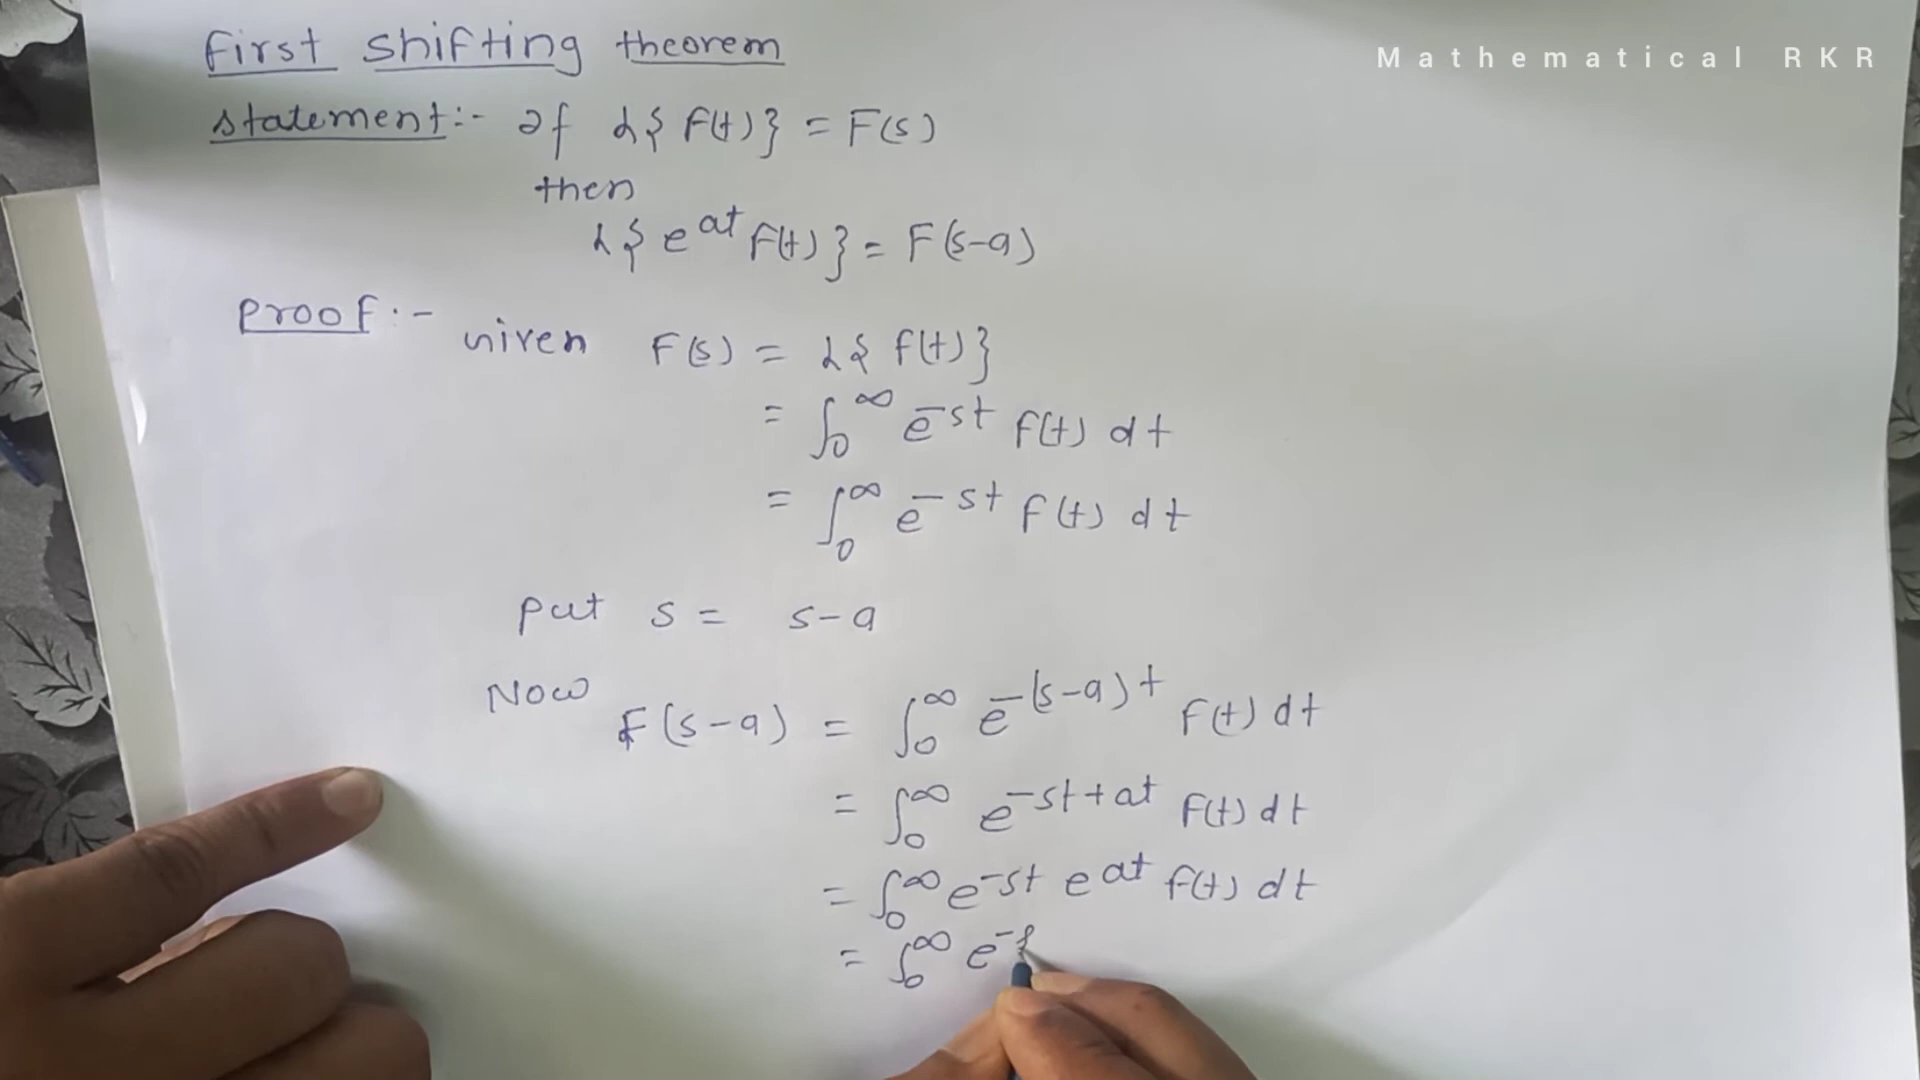 First shifting theorem
Mathematical RKR
statement:- If L{f(t)} = F(s)
then
L{e^at f(t)} = F(s-a)
Proof:- Given F(s) = L{f(t)}
= ∫₀^∞ e^-st f(t) dt
= ∫₀^∞ e^-st f(t) dt
put s = s-a
Now F(s-a) = ∫₀^∞ e^-(s-a)t f(t) dt
= ∫₀^∞ e^-st+at f(t) dt
= ∫₀^∞ e^-st e^at f(t) dt
= ∫₀^∞ e^-s